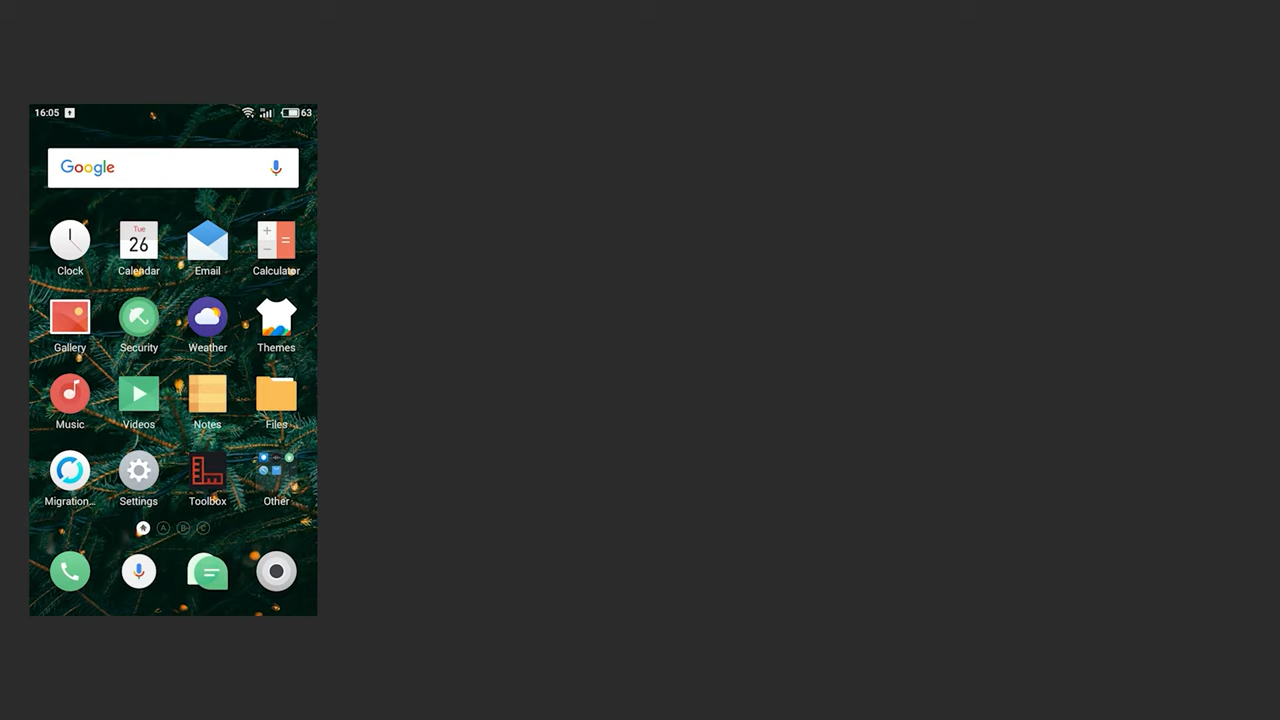 16:05 63
Google
Tue
26
Clock Calendar Email Calculator
Gallery Security Weather Themes
Music Videos Notes Files
Migration... Settings Toolbox Other
A B C